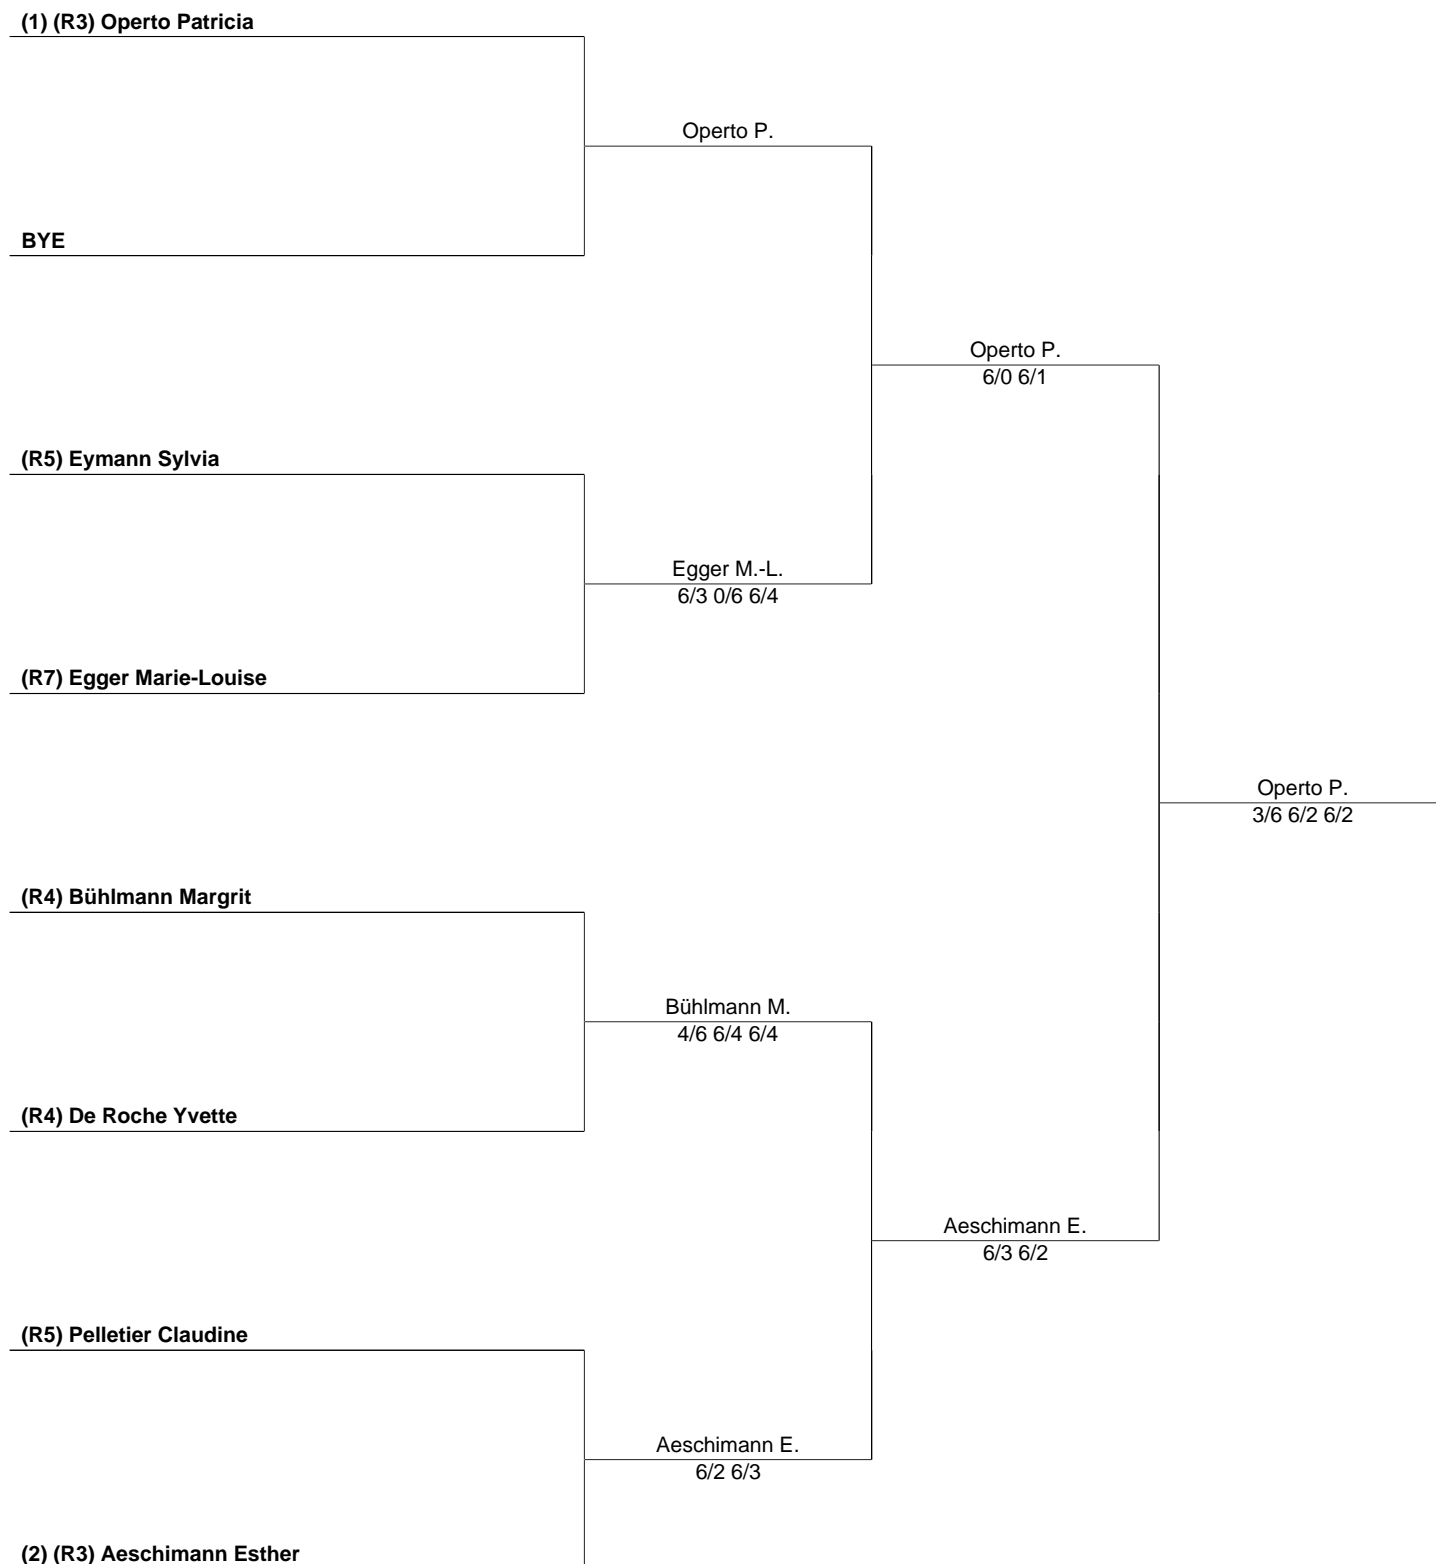 (1) (R3) Operto Patricia
Operto P.
BYE
Operto P.
6/0 6/1
(R5) Eymann Sylvia
Egger M.-L.
6/3 0/6 6/4
(R7) Egger Marie-Louise
Operto P.
3/6 6/2 6/2
(R4) Bühlmann Margrit
Bühlmann M.
4/6 6/4 6/4
(R4) De Roche Yvette
Aeschimann E.
6/3 6/2
(R5) Pelletier Claudine
Aeschimann E.
6/2 6/3
(2) (R3) Aeschimann Esther